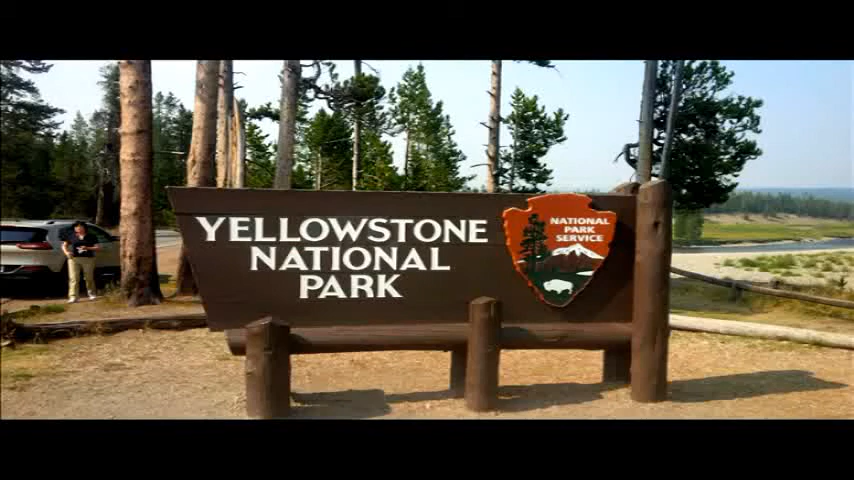 YELLOWSTONE
NATIONAL
PARK
NATIONAL
PARK
SERVICE